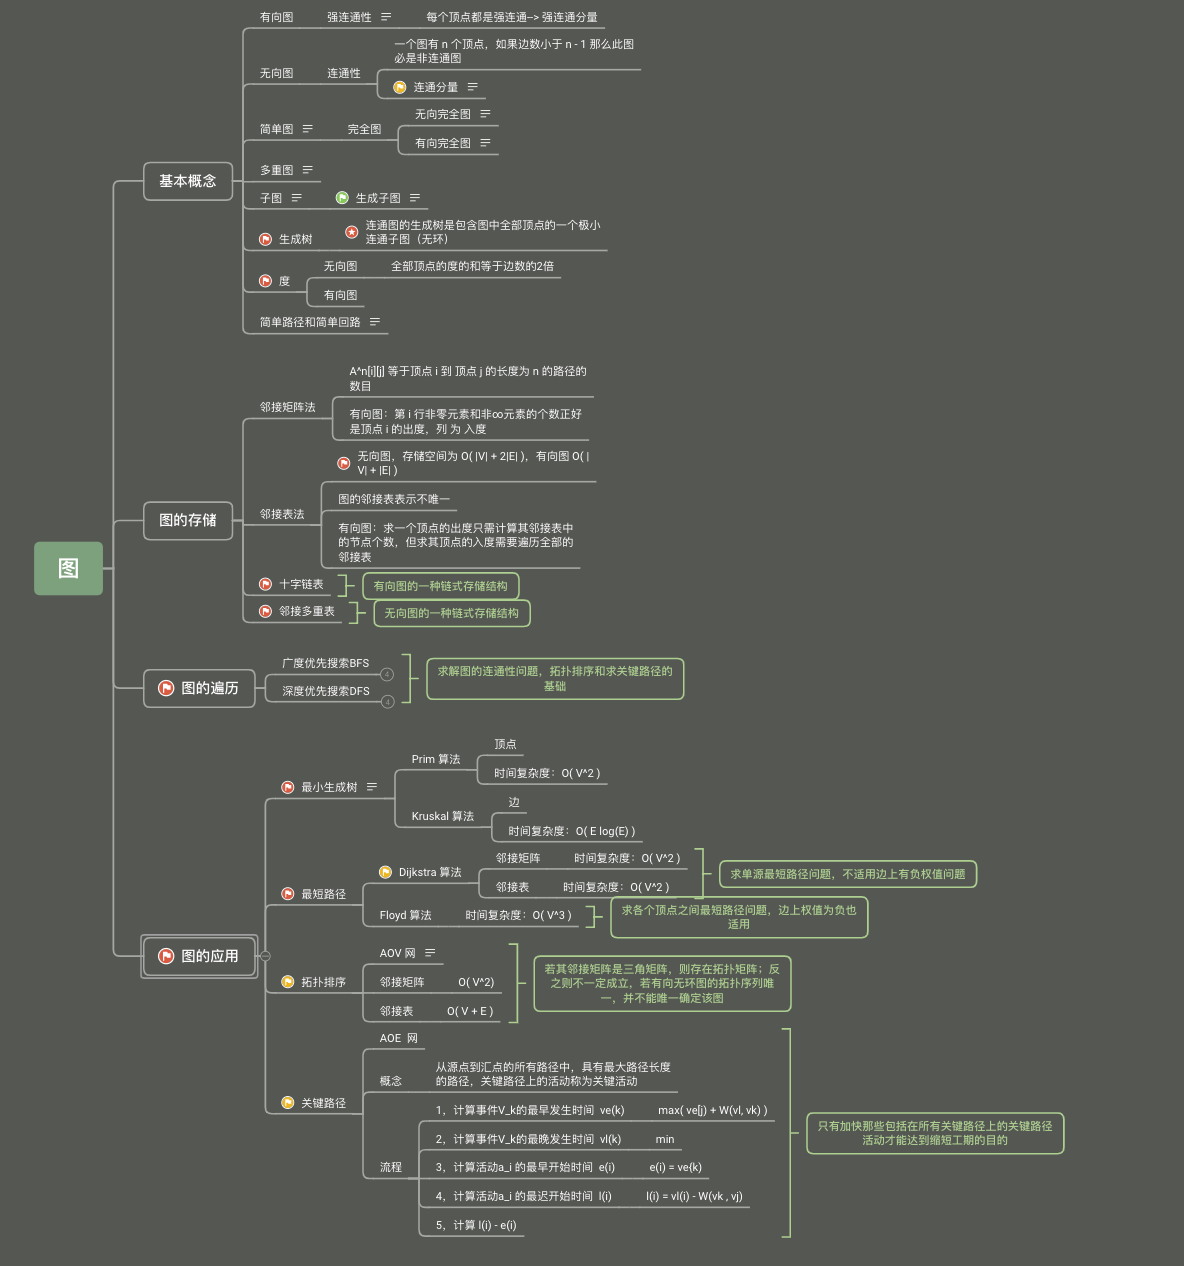 图
基本概念
有向图
强连通性
每个顶点都是强连通--> 强连通分量
无向图
连通性
一个图有 n 个顶点，如果边数小于 n - 1 那么此图
必是非连通图
连通分量
简单图
完全图
无向完全图
有向完全图
多重图
子图
生成子图
生成树
连通图的生成树是包含图中全部顶点的一个极小
连通子图（无环）
度
无向图
全部顶点的度的和等于边数的2倍
有向图
简单路径和简单回路
图的存储
邻接矩阵法
A^n[i][j] 等于顶点 i 到 顶点 j 的长度为 n 的路径的
数目
有向图：第 i 行非零元素和非∞元素的个数正好
是顶点 i 的出度，列 为 入度
邻接表法
无向图，存储空间为 O( |V| + 2|E| )，有向图 O( |
V| + |E| )
图的邻接表表示不唯一
有向图：求一个顶点的出度只需计算其邻接表中
的节点个数，但求其顶点的入度需要遍历全部的
邻接表
十字链表
有向图的一种链式存储结构
邻接多重表
无向图的一种链式存储结构
图的遍历
广度优先搜索BFS
4
深度优先搜索DFS
4
求解图的连通性问题，拓扑排序和求关键路径的
基础
图的应用
最小生成树
Prim 算法
顶点
时间复杂度：O( V^2 )
Kruskal 算法
边
时间复杂度：O( E log(E) )
最短路径
Dijkstra 算法
邻接矩阵
时间复杂度：O( V^2 )
邻接表
时间复杂度：O( V^2 )
求单源最短路径问题，不适用边上有负权值问题
Floyd 算法
时间复杂度：O( V^3 )
求各个顶点之间最短路径问题，边上权值为负也
适用
拓扑排序
AOV 网
邻接矩阵
O( V^2)
邻接表
O( V + E )
若其邻接矩阵是三角矩阵，则存在拓扑矩阵；反
之则不一定成立，若有向无环图的拓扑序列唯
一，并不能唯一确定该图
关键路径
AOE 网
概念
从源点到汇点的所有路径中，具有最大路径长度
的路径，关键路径上的活动称为关键活动
流程
1，计算事件V_k的最早发生时间 ve(k)
max( ve[j) + W(vl, vk) )
2，计算事件V_k的最晚发生时间 vl(k)
min
3，计算活动a_i 的最早开始时间 e(i)
e(i) = ve{k)
4，计算活动a_i 的最迟开始时间 l(i)
l(i) = vl(i) - W(vk , vj)
5，计算 l(i) - e(i)
只有加快那些包括在所有关键路径上的关键路径
活动才能达到缩短工期的目的